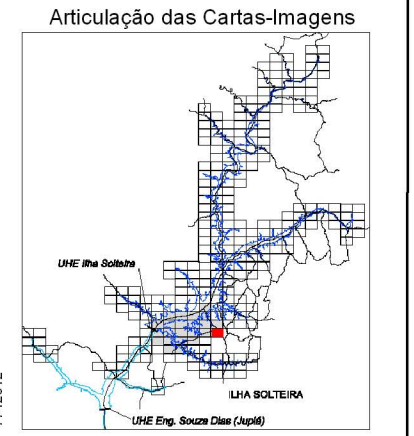 Articulação das Cartas-Imagens
UHE Ilha Solteira
ILHA SOLTEIRA
UHE Eng. Souza Dias (Jupiá)